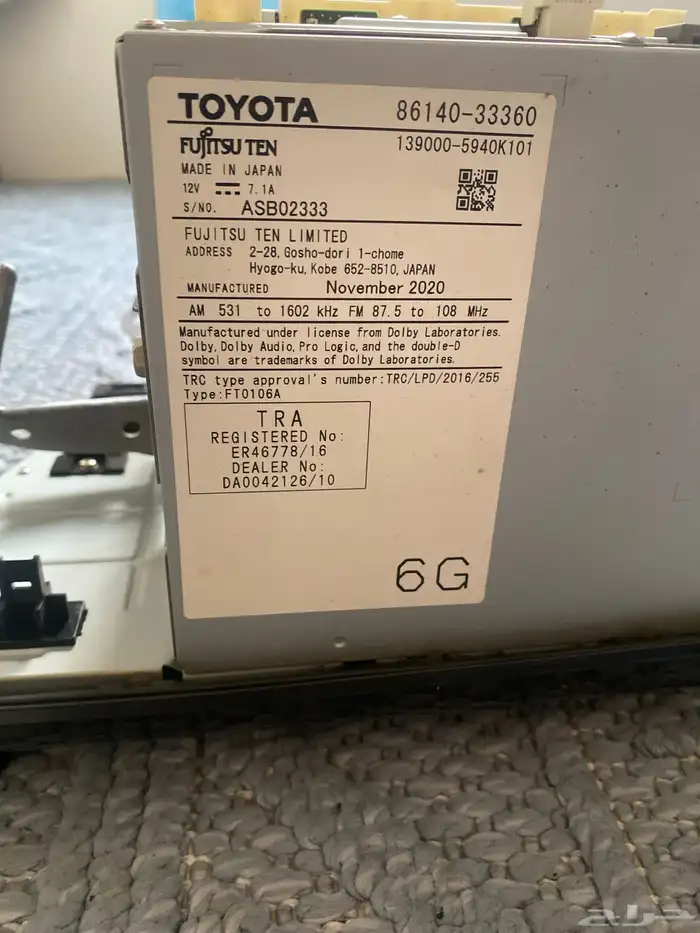 TOYOTA 86140-33360
FUJITSU TEN 139000-5940K101
MADE IN JAPAN
12V 7.1A
S/NO. ASB02333
FUJITSU TEN LIMITED
ADDRESS 2-28, Gosho-dori 1-chome
Hyogo-ku, Kobe 652-8510, JAPAN
MANUFACTURED November 2020
AM 531 to 1602 kHz FM 87.5 to 108 MHz
Manufactured under license from Dolby Laboratories.
Dolby, Dolby Audio, Pro Logic, and the double-D
symbol are trademarks of Dolby Laboratories.
TRC type approval's number:TRC/LPD/2016/255
Type:FT0106A
TRA
REGISTERED No:
ER46778/16
DEALER No:
DA0042126/10
6G
حراج